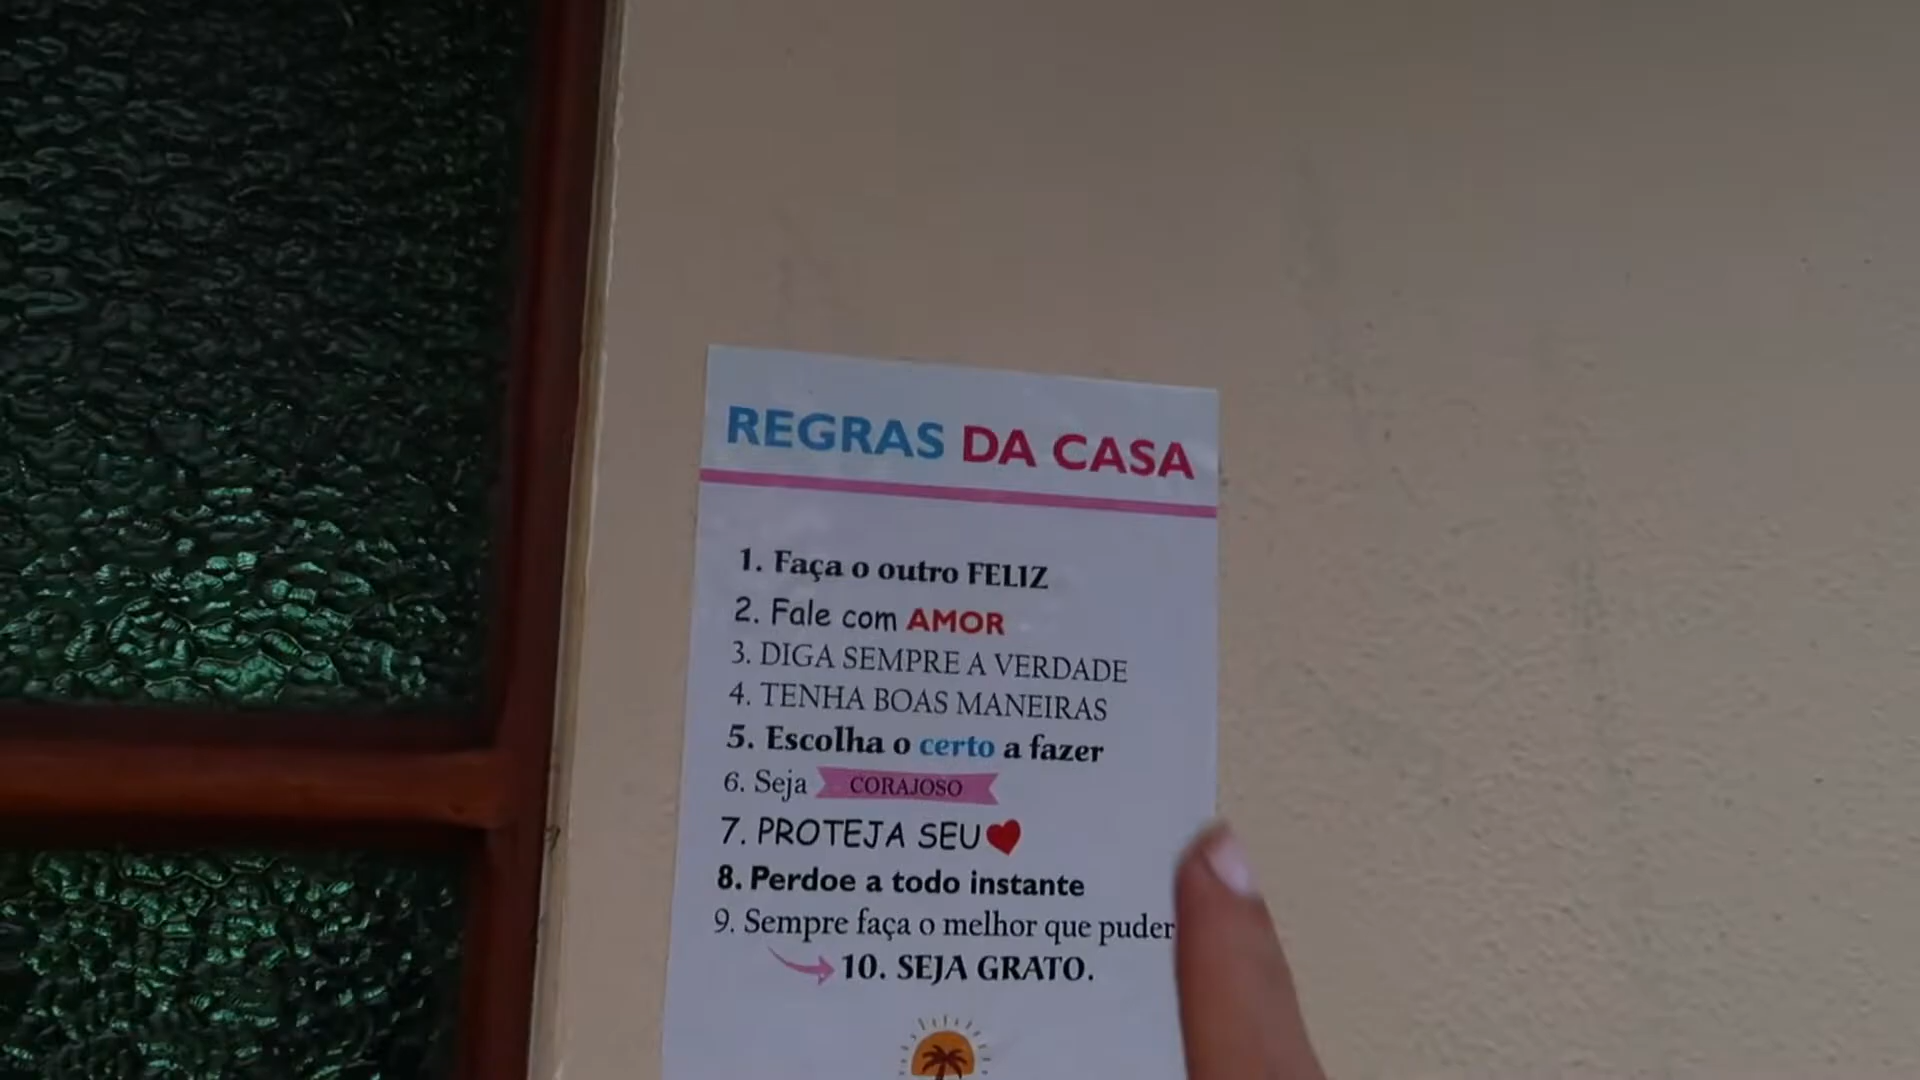 REGRAS DA CASA
1. Faça o outro FELIZ
2. Fale com AMOR
3. DIGA SEMPRE A VERDADE
4. TENHA BOAS MANEIRAS
5. Escolha o certo a fazer
6. Seja CORAJOSO
7. PROTEJA SEU
8. Perdoe a todo instante
9. Sempre faça o melhor que puder
10. SEJA GRATO.